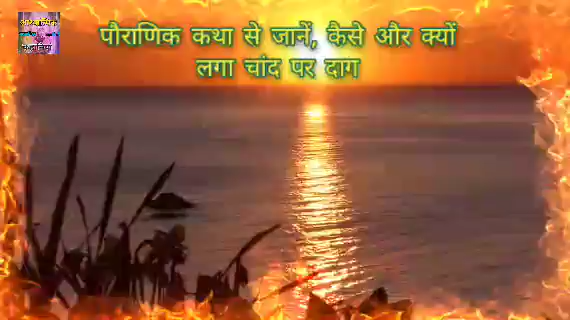 पौराणिक कथा से जानें, कैसे और क्यों
लगा चांद पर दाग